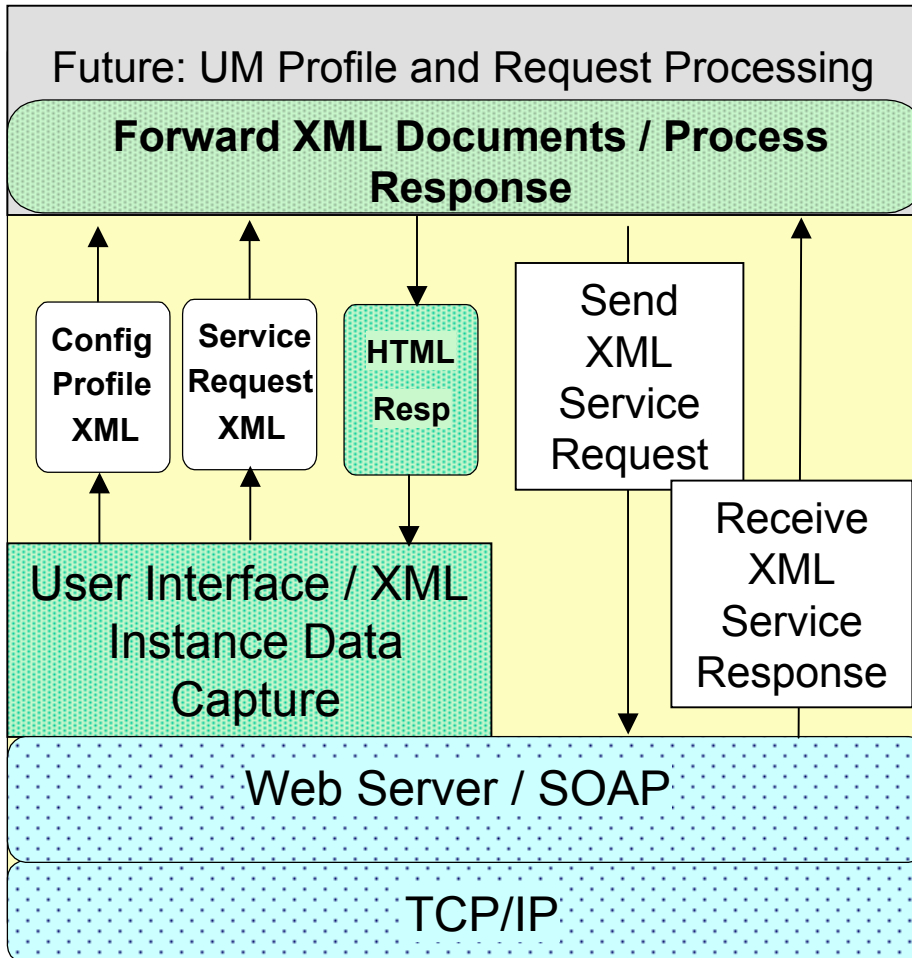 Future: UM Profile and Request Processing
Forward XML Documents / Process
Response
Config
Profile
XML
Service
Request
XML
HTML
Resp
Send
XML
Service
Request
Receive
XML
Service
Response
User Interface / XML
Instance Data
Capture
Web Server / SOAP
TCP/IP